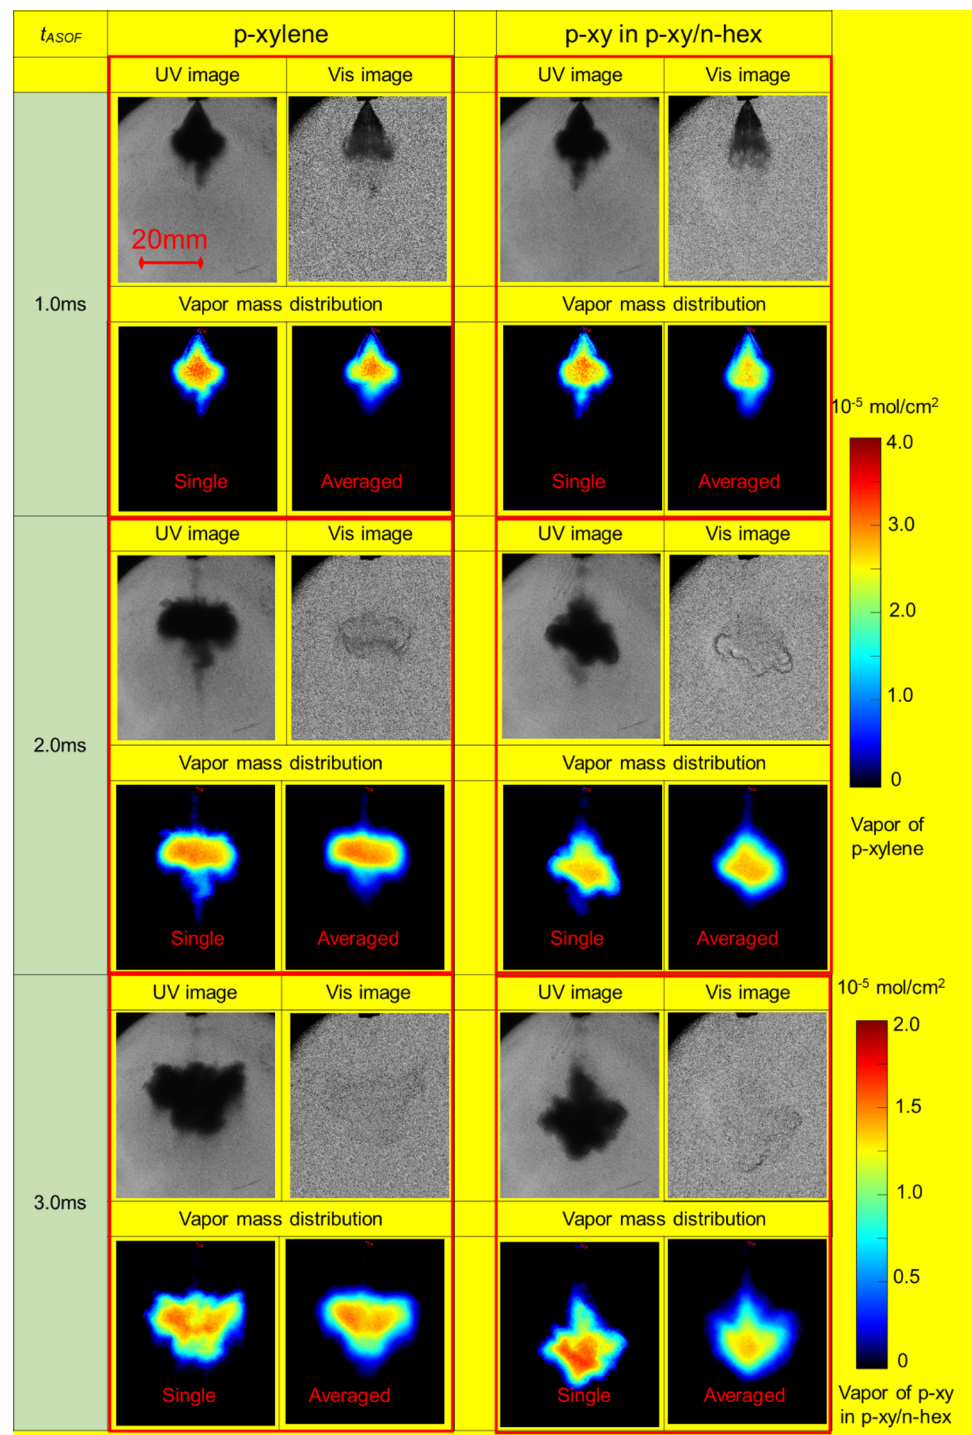 tASOF p-xylene p-xy in p-xy/n-hex
UV image Vis image UV image Vis image
20mm
1.0ms
Vapor mass distribution Vapor mass distribution
Single Averaged Single Averaged
10-5 mol/cm2
4.0
3.0
2.0
1.0
0
Vapor of
p-xylene
UV image Vis image UV image Vis image
2.0ms
Vapor mass distribution Vapor mass distribution
Single Averaged Single Averaged
UV image Vis image UV image Vis image
3.0ms
Vapor mass distribution Vapor mass distribution
Single Averaged Single Averaged
10-5 mol/cm2
2.0
1.5
1.0
0.5
0
Vapor of p-xy
in p-xy/n-hex